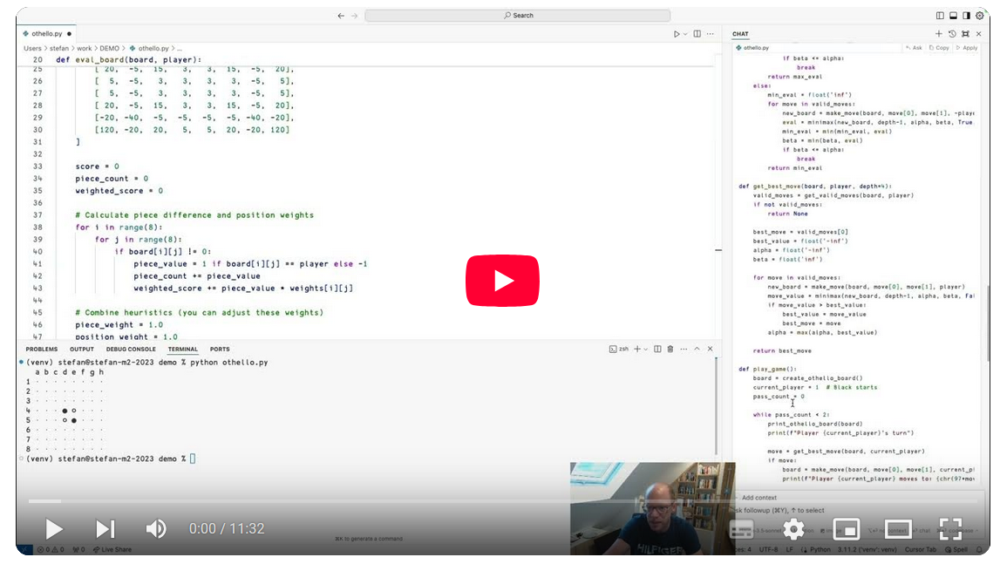 Search
othello.py
Users > stefan > work > DEMO > othello.py > ...
20 def eval_board(board, player):
25 [ 20, -5, 15, 3, 3, 15, -5, 20],
26 [ 5, -5, 3, 3, 3, 3, -5, 5],
27 [ 5, -5, 3, 3, 3, 3, -5, 5],
28 [ 20, -5, 15, 3, 3, 15, -5, 20],
29 [-20, -40, -5, -5, -5, -5, -40, -20],
30 [120, -20, 20, 5, 5, 20, -20, 120]
31 ]
32
33 score = 0
34 piece_count = 0
35 weighted_score = 0
36
37 # Calculate piece difference and position weights
38 for i in range(8):
39 for j in range(8):
40 if board[i][j] != 0:
41 piece_value = 1 if board[i][j] == player else -1
42 piece_count += piece_value
43 weighted_score += piece_value * weights[i][j]
44
45 # Combine heuristics (you can adjust these weights)
46 piece_weight = 1.0
47 position_weight = 1.0
PROBLEMS OUTPUT DEBUG CONSOLE TERMINAL PORTS
zsh
(venv) stefan@stefan-m2-2023 demo % python othello.py
a b c d e f g h
1 · · · · · · · ·
2 · · · · · · · ·
3 · · · · · · · ·
4 · · · ● ○ · · ·
5 · · · ○ ● · · ·
6 · · · · · · · ·
7 · · · · · · · ·
8 · · · · · · · ·
(venv) stefan@stefan-m2-2023 demo %
CHAT
othello.py Ask Copy Apply
if beta <= alpha:
break
return max_eval
else:
min_eval = float('inf')
for move in valid_moves:
new_board = make_move(board, move[0], move[1], -playe
eval = minimax(new_board, depth-1, alpha, beta, True
min_eval = min(min_eval, eval)
beta = min(beta, eval)
if beta <= alpha:
break
return min_eval
def get_best_move(board, player, depth=4):
valid_moves = get_valid_moves(board, player)
if not valid_moves:
return None
best_move = valid_moves[0]
best_value = float('-inf')
alpha = float('-inf')
beta = float('inf')
for move in valid_moves:
new_board = make_move(board, move[0], move[1], player)
move_value = minimax(new_board, depth-1, alpha, beta, Fal
if move_value > best_value:
best_value = move_value
best_move = move
alpha = max(alpha, best_value)
return best_move
def play_game():
board = create_othello_board()
current_player = 1 # Black starts
pass_count = 0
while pass_count < 2:
print_othello_board(board)
print(f"Player {current_player}'s turn")
move = get_best_move(board, current_player)
if move:
board = make_move(board, move[0], move[1], current_pl
print(f"Player {current_player} moves to: {chr(97+mov
Add context
sk followup (⌘Y), ↑ to select
0:00 / 11:32
⌘K to generate a command
HILFIGER
0 0 0 Live Share
UTF-8 LF Python 3.11.2 ('venv': venv) Cursor Tab Spell